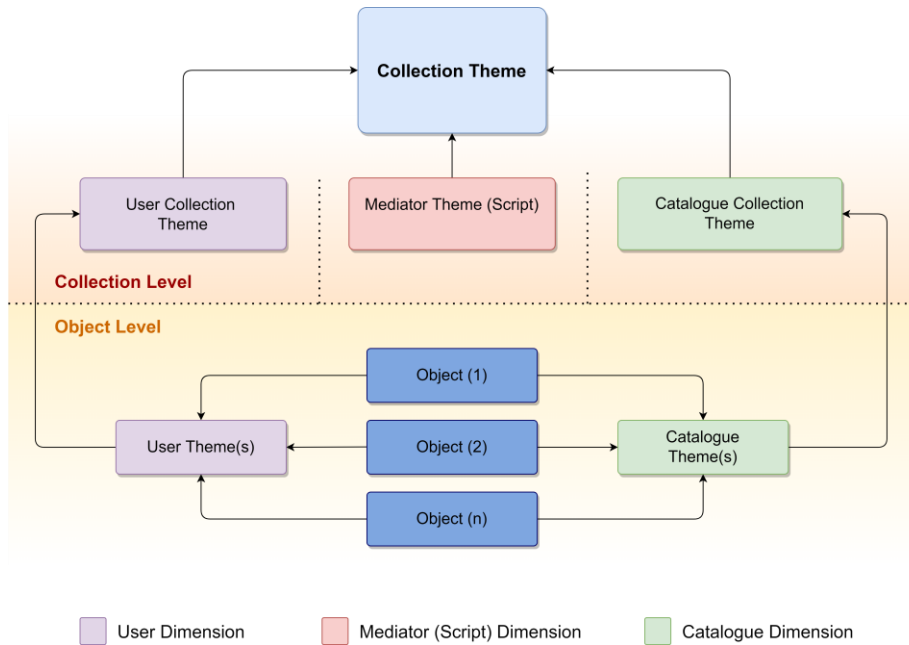 Collection Theme
User Collection
Theme
Mediator Theme (Script)
Catalogue Collection
Theme
Collection Level
Object Level
Object (1)
User Theme(s)
Object (2)
Catalogue
Theme(s)
Object (n)
User Dimension
Mediator (Script) Dimension
Catalogue Dimension